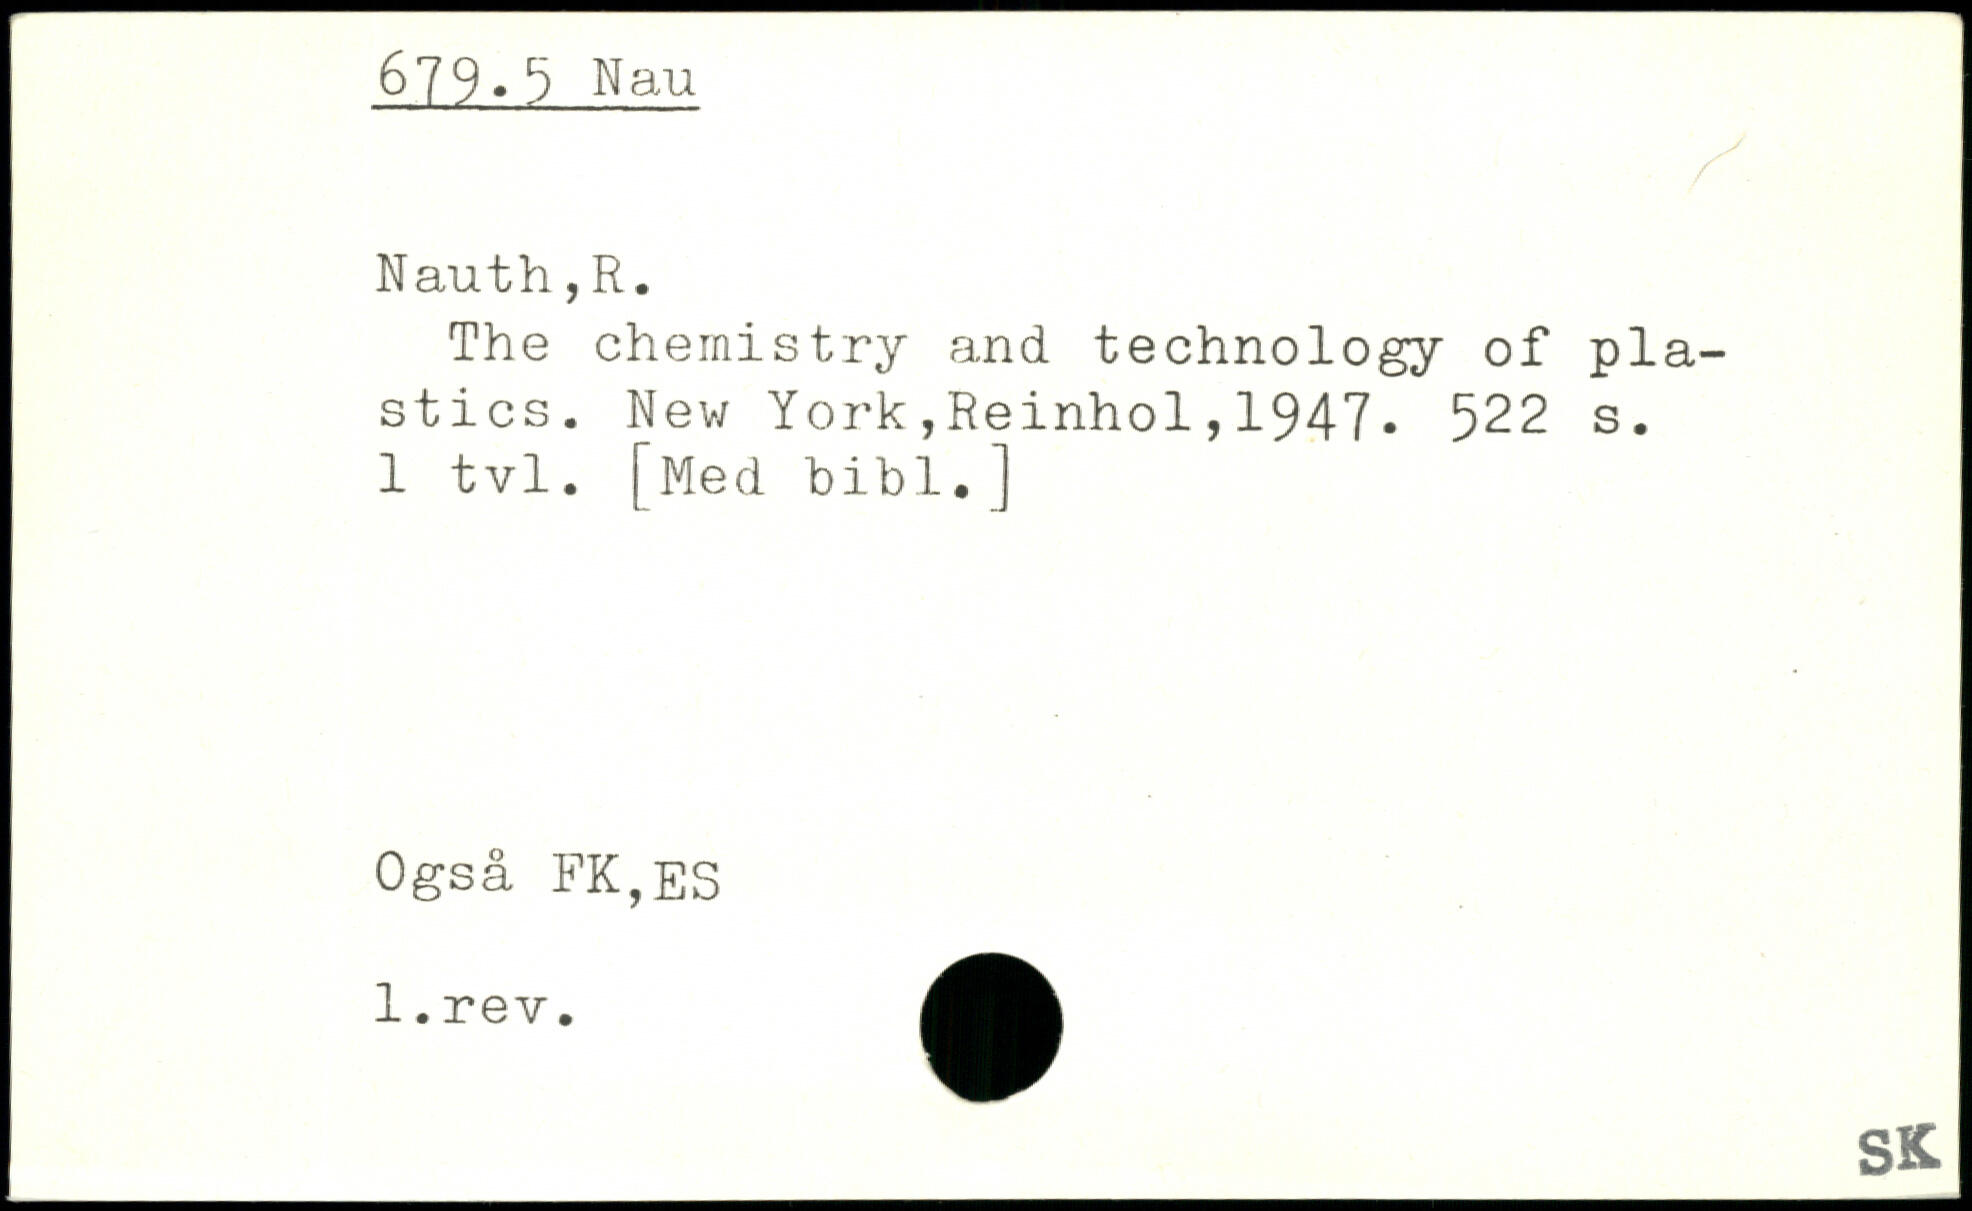 679.5 Nau
Nauth,R.
The chemistry and technology of pla-
stics. New York,Reinhol,1947. 522 s.
1 tvl. [Med bibl.]
Også FK,ES
1.rev.
SK